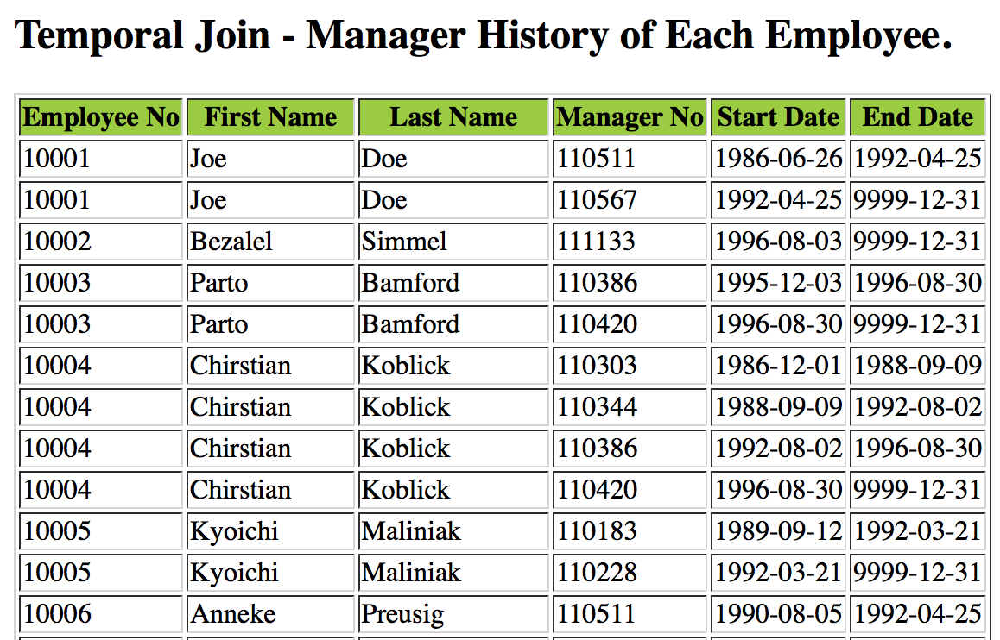 Temporal Join - Manager History of Each Employee.
Employee No First Name Last Name Manager No Start Date End Date
10001 Joe Doe 110511 1986-06-26 1992-04-25
10001 Joe Doe 110567 1992-04-25 9999-12-31
10002 Bezalel Simmel 111133 1996-08-03 9999-12-31
10003 Parto Bamford 110386 1995-12-03 1996-08-30
10003 Parto Bamford 110420 1996-08-30 9999-12-31
10004 Chirstian Koblick 110303 1986-12-01 1988-09-09
10004 Chirstian Koblick 110344 1988-09-09 1992-08-02
10004 Chirstian Koblick 110386 1992-08-02 1996-08-30
10004 Chirstian Koblick 110420 1996-08-30 9999-12-31
10005 Kyoichi Maliniak 110183 1989-09-12 1992-03-21
10005 Kyoichi Maliniak 110228 1992-03-21 9999-12-31
10006 Anneke Preusig 110511 1990-08-05 1992-04-25